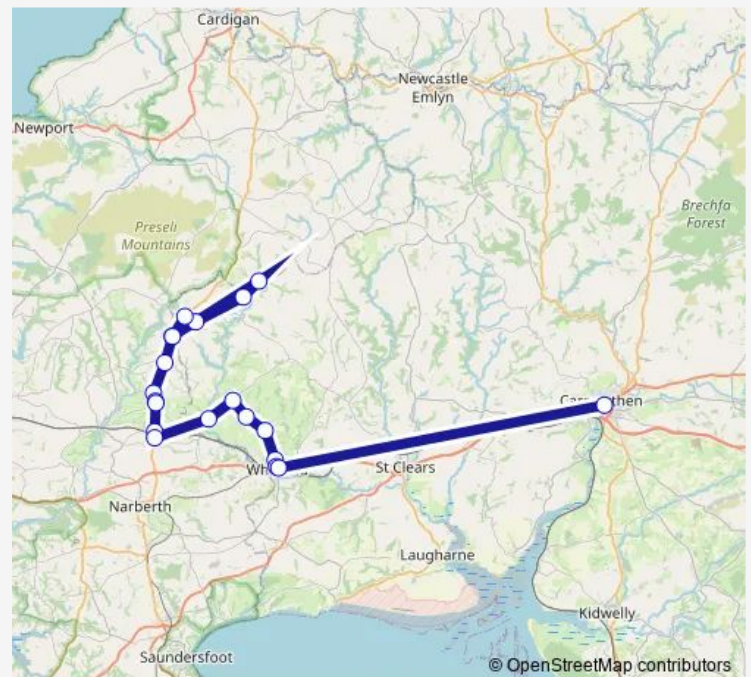 Cardigan
Newcastle
Emlyn
Newport
Brechfa
Forest
Preseli
Mountains
St Clears
Narberth
Laugharne
Kidwelly
Saundersfoot
© OpenStreetMap contributors